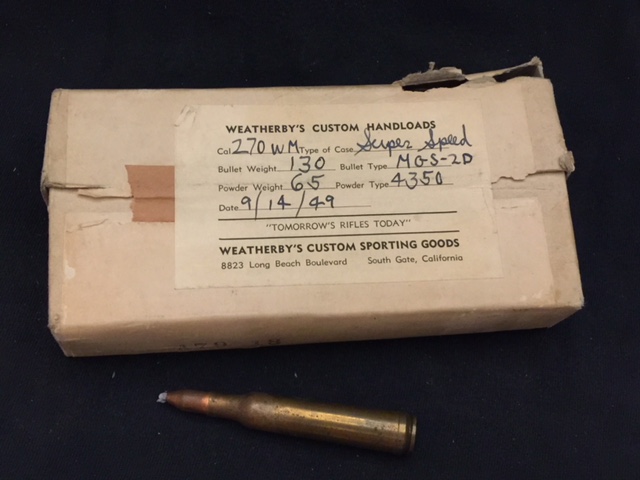 WEATHERBY'S CUSTOM HANDLOADS
Cal. 270 WM Type of Case Super Speed
Bullet Weight 130 Bullet Type MGS-2D
Powder Weight 65 Powder Type 4350
Date 9/14/49
"TOMORROW'S RIFLES TODAY"
WEATHERBY'S CUSTOM SPORTING GOODS
8823 Long Beach Boulevard South Gate, California